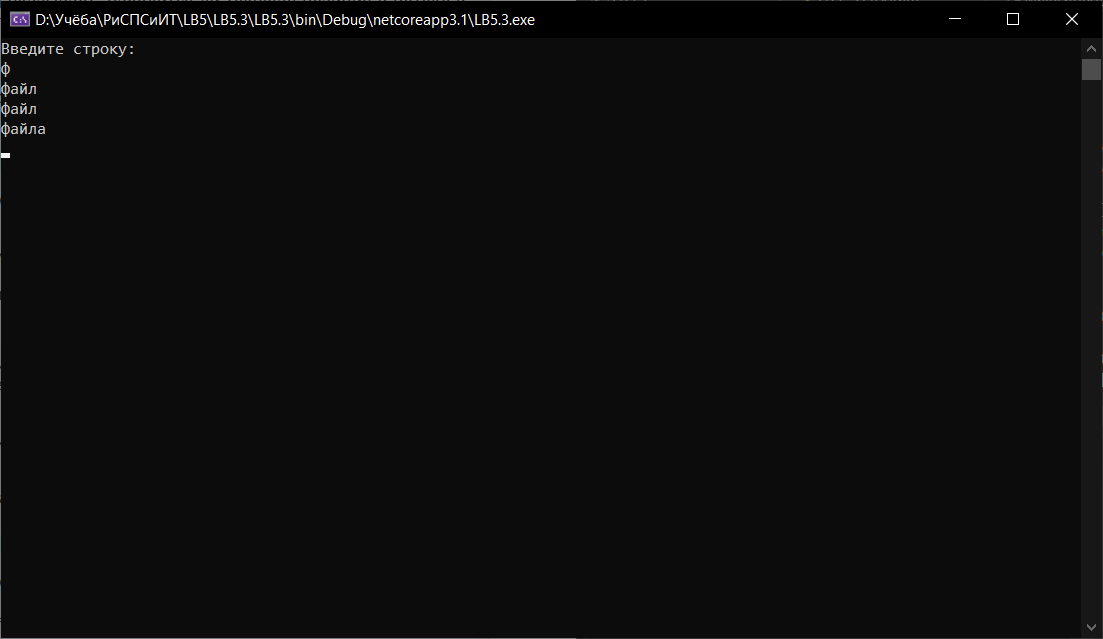 D:\Учёба\РиСПСиИТ\LB5\LB5.3\LB5.3\bin\Debug\netcoreapp3.1\LB5.3.exe
Введите строку:
ф
файл
файл
файла